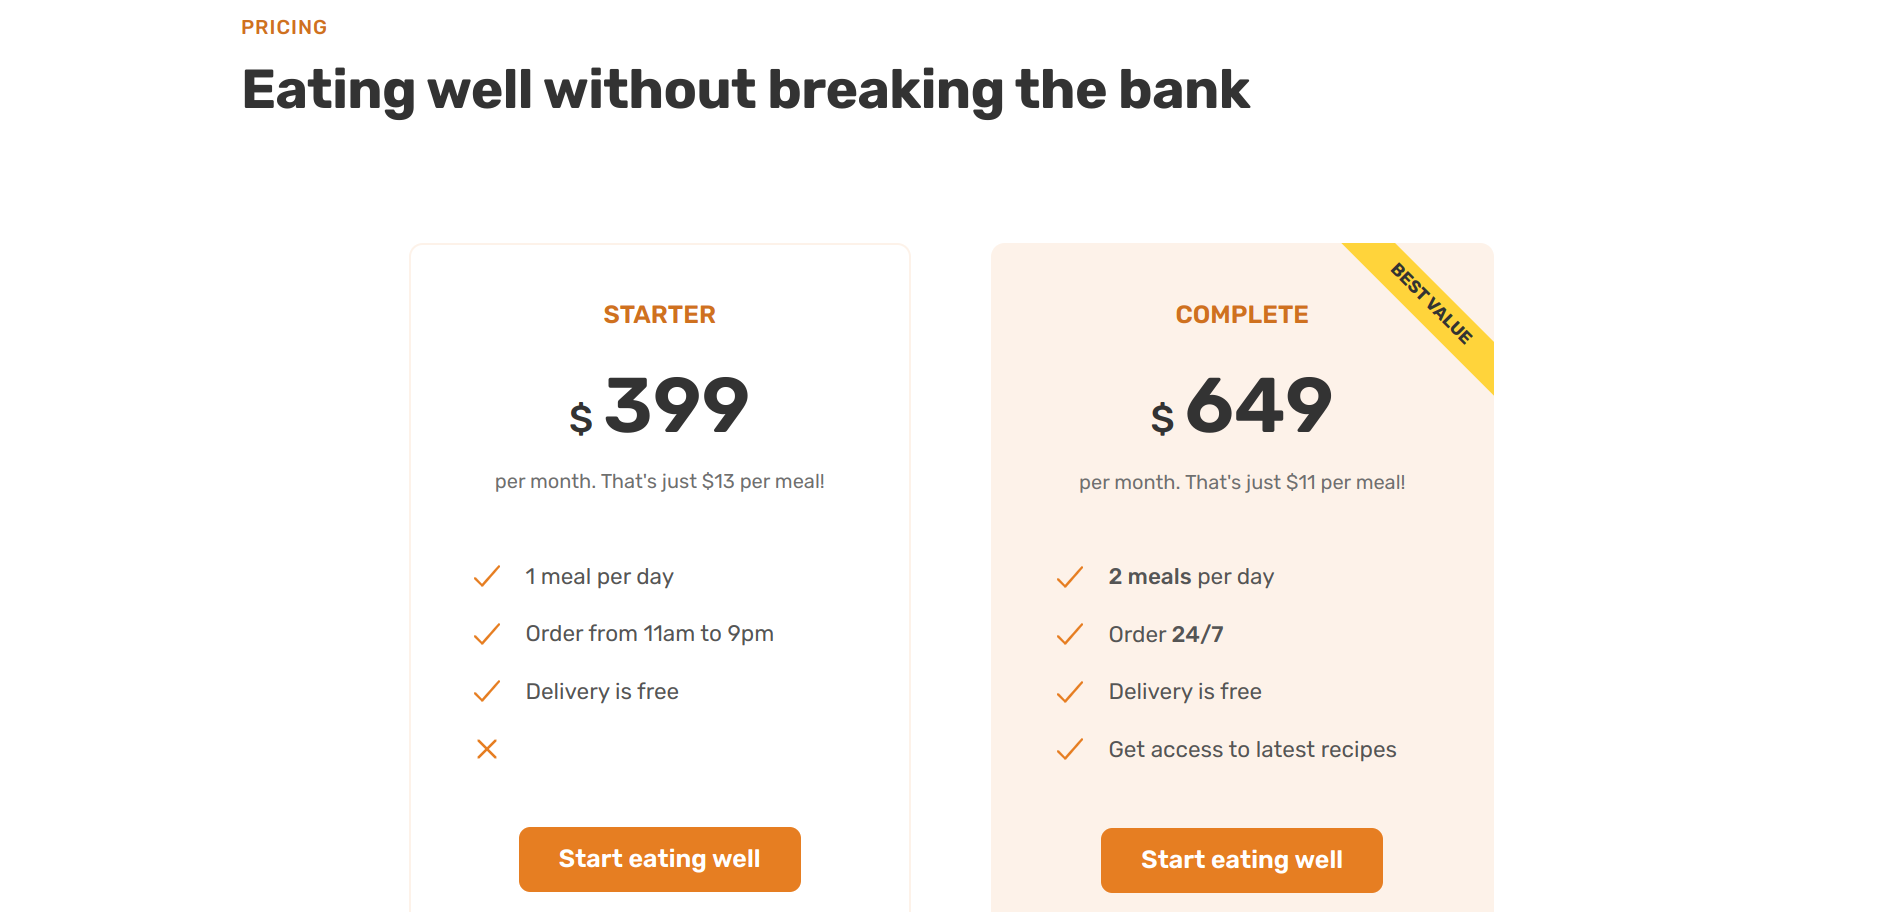 PRICING
Eating well without breaking the bank
STARTER
$ 399
per month. That's just $13 per meal!
1 meal per day
Order from 11am to 9pm
Delivery is free
Start eating well
BEST VALUE
COMPLETE
$ 649
per month. That's just $11 per meal!
2 meals per day
Order 24/7
Delivery is free
Get access to latest recipes
Start eating well